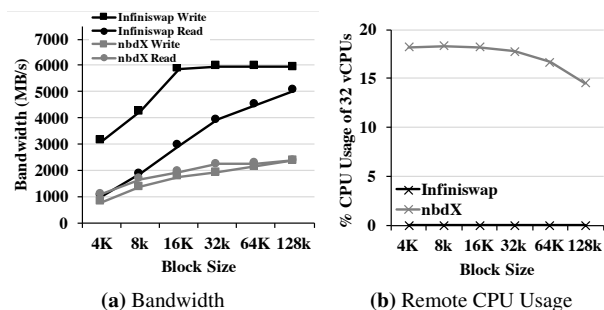 Infiniswap Write
Infiniswap Read
nbdX Write
nbdX Read
Bandwidth (MB/s)
7000
6000
5000
4000
3000
2000
1000
0
4K 8k 16K 32k 64K 128k
Block Size
(a) Bandwidth
% CPU Usage of 32 vCPUs
20
15
10
5
0
Infiniswap
nbdX
4K 8K 16K 32k 64K 128k
Block Size
(b) Remote CPU Usage